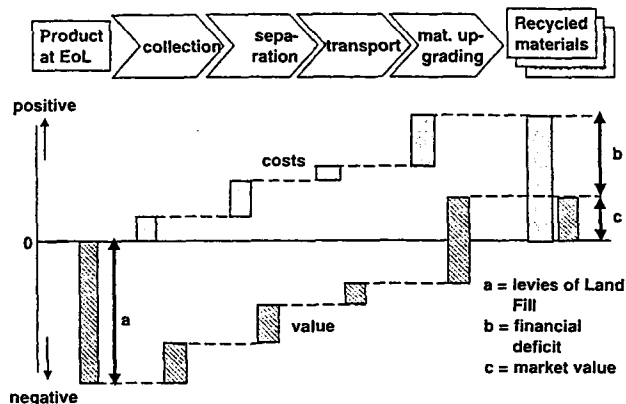 Product
at EoL
collection
sepa-
ration
transport
mat. up-
grading
Recycled
materials
positive
costs
b
c
0
a
value
a = levies of Land
Fill
b = financial
deficit
c = market value
negative